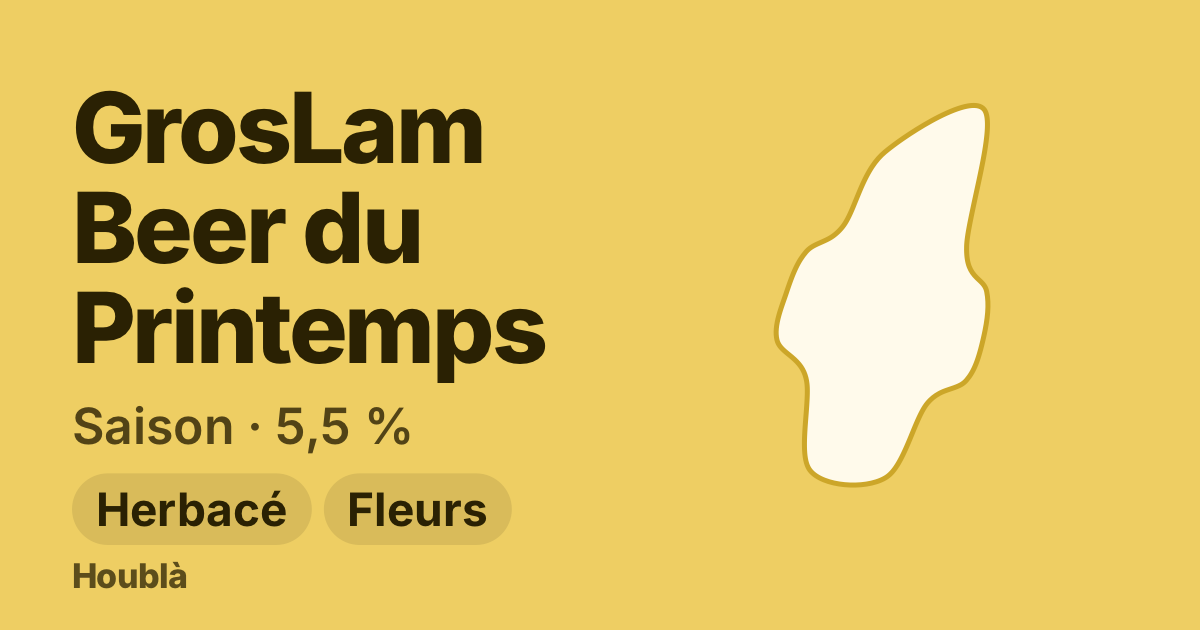 GrosLam
Beer du
Printemps
Saison · 5,5 %
Herbacé Fleurs
Houblà